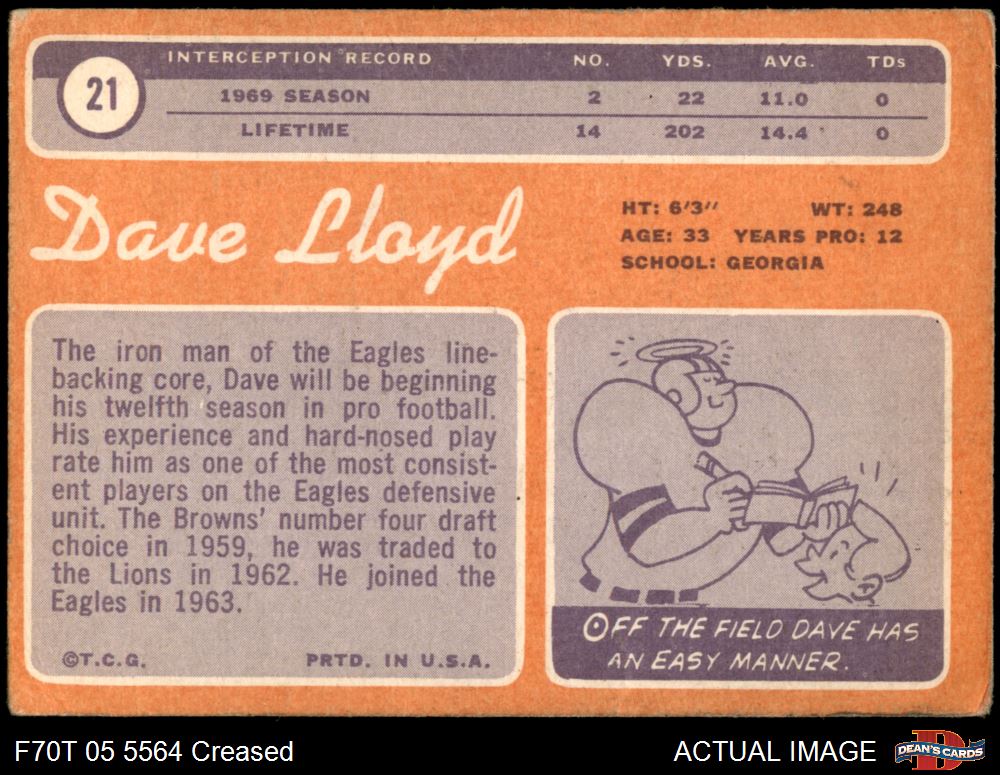 21
INTERCEPTION RECORD NO. YDS. AVG. TDs
1969 SEASON 2 22 11.0 0
LIFETIME 14 202 14.4 0
Dave Lloyd
HT: 6'3" WT: 248
AGE: 33 YEARS PRO: 12
SCHOOL: GEORGIA
The iron man of the Eagles line-
backing core, Dave will be beginning
his twelfth season in pro football.
His experience and hard-nosed play
rate him as one of the most consist-
ent players on the Eagles defensive
unit. The Browns' number four draft
choice in 1959, he was traded to
the Lions in 1962. He joined the
Eagles in 1963.
©T.C.G. PRTD. IN U.S.A.
OFF THE FIELD DAVE HAS
AN EASY MANNER.
F70T 05 5564 Creased
ACTUAL IMAGE
D
DEAN'S CARDS